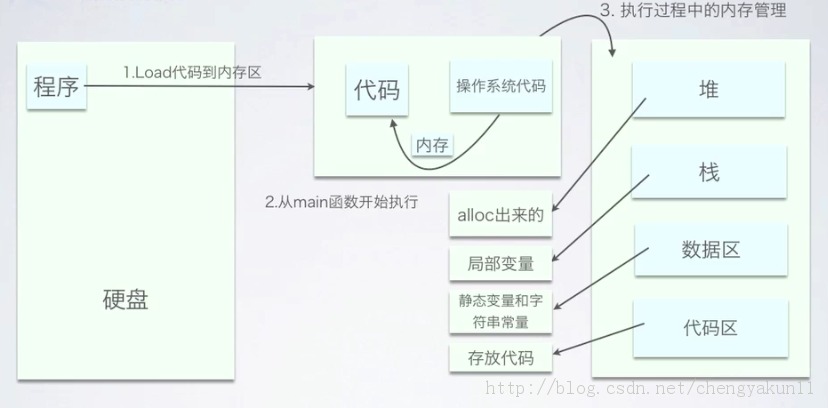 3. 执行过程中的内存管理
程序
1.Load代码到内存区
代码
操作系统代码
内存
2.从main函数开始执行
硬盘
堆
栈
数据区
代码区
alloc出来的
局部变量
静态变量和字
符串常量
存放代码
http://blog.csdn.net/chengyakun11